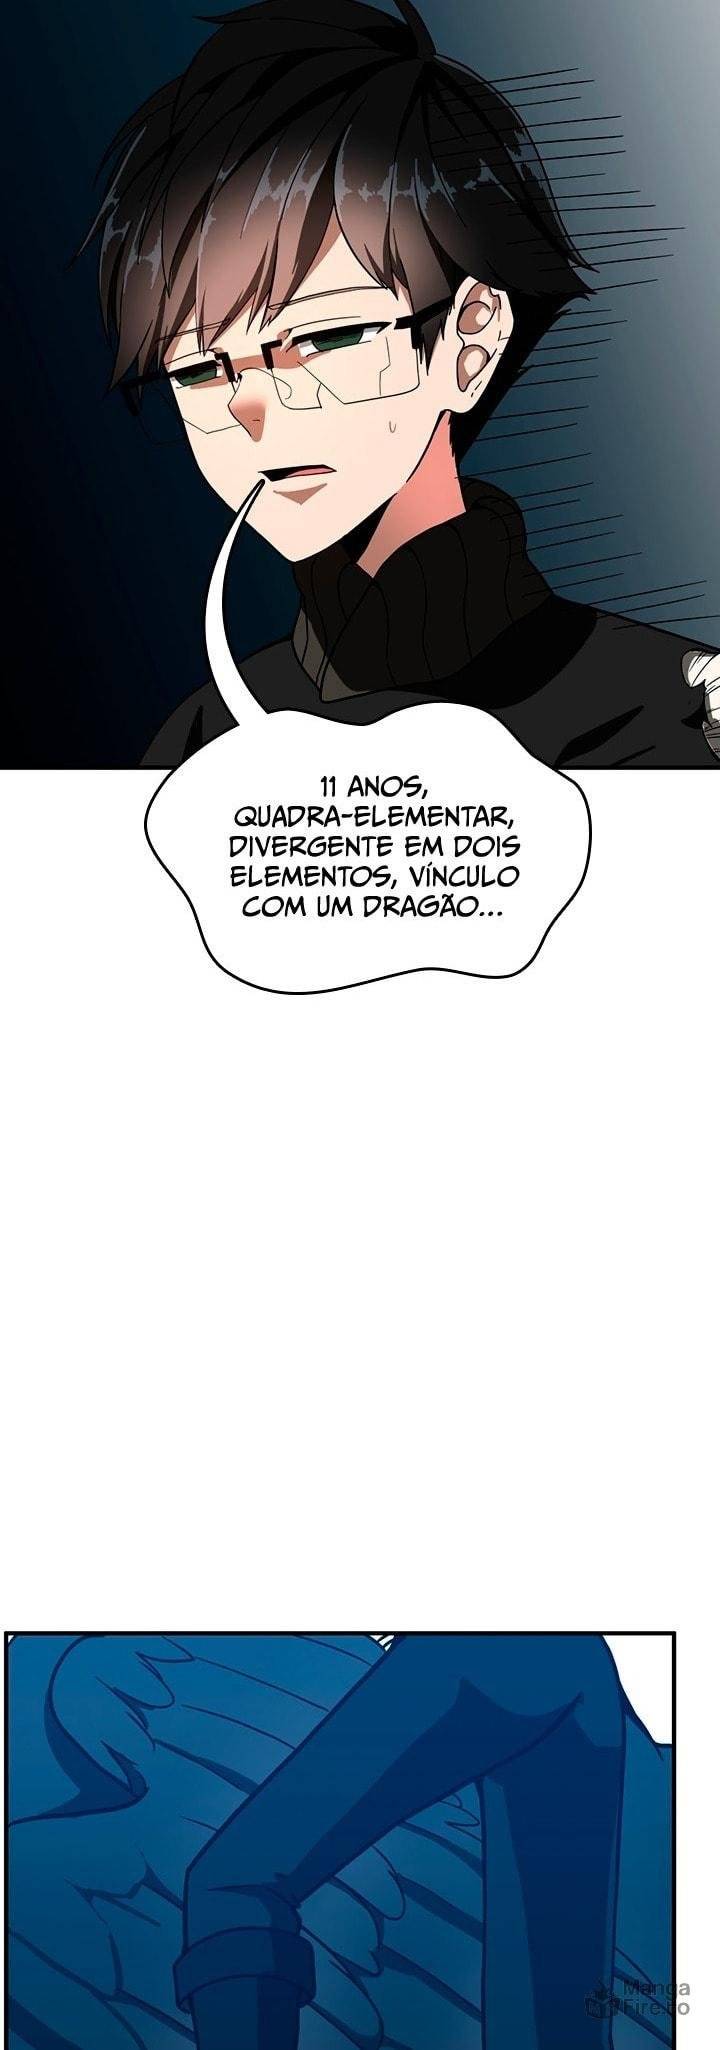 11 ANOS,
QUADRA-ELEMENTAR,
DIVERGENTE EM DOIS
ELEMENTOS, VÍNCULO
COM UM DRAGÃO...
Manga
Fire.to